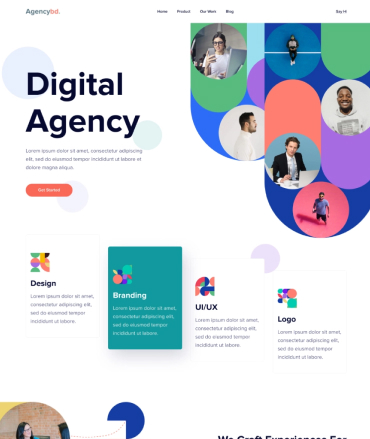 Agencybd.
Home Product Our Work Blog Say Hi
Digital
Agency
Lorem ipsum dolor sit amet, consectetur adipiscing
elit, sed do eiusmod tempor incididunt ut labore et
dolore magna aliqua.
Get Started
Design
Lorem ipsum dolor sit amet,
consectetur adipiscing elit,
sed do eiusmod tempor
incididunt ut labore.
Branding
Lorem ipsum dolor sit amet,
consectetur adipiscing elit,
sed do eiusmod tempor
incididunt ut labore.
UI/UX
Lorem ipsum dolor sit amet,
consectetur adipiscing elit,
sed do eiusmod tempor
incididunt ut labore.
Logo
Lorem ipsum dolor sit amet,
consectetur adipiscing elit,
sed do eiusmod tempor
incididunt ut labore.
We Craft Experiences For